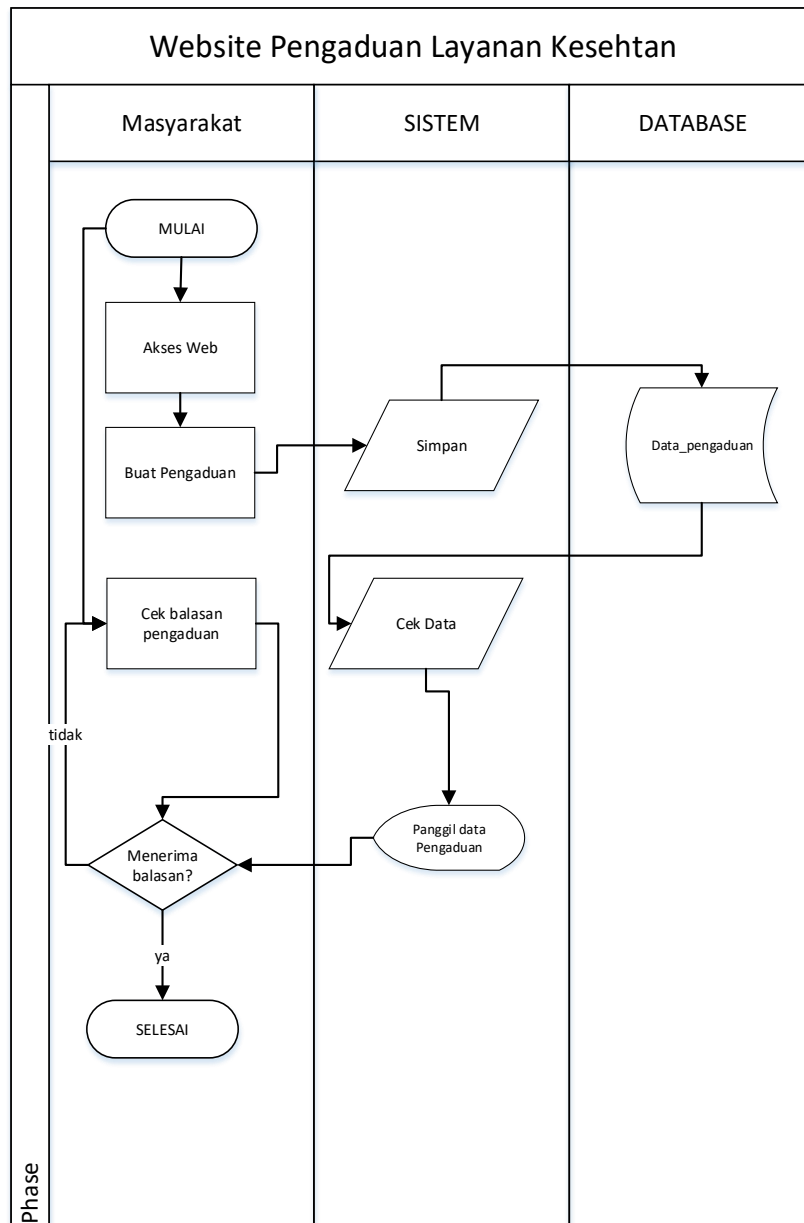 Website Pengaduan Layanan Kesehtan
Masyarakat
SISTEM
DATABASE
MULAI
Akses Web
Buat Pengaduan
Simpan
Data_pengaduan
Cek balasan
pengaduan
Cek Data
tidak
Panggil data
Pengaduan
Menerima
balasan?
ya
SELESAI
Phase